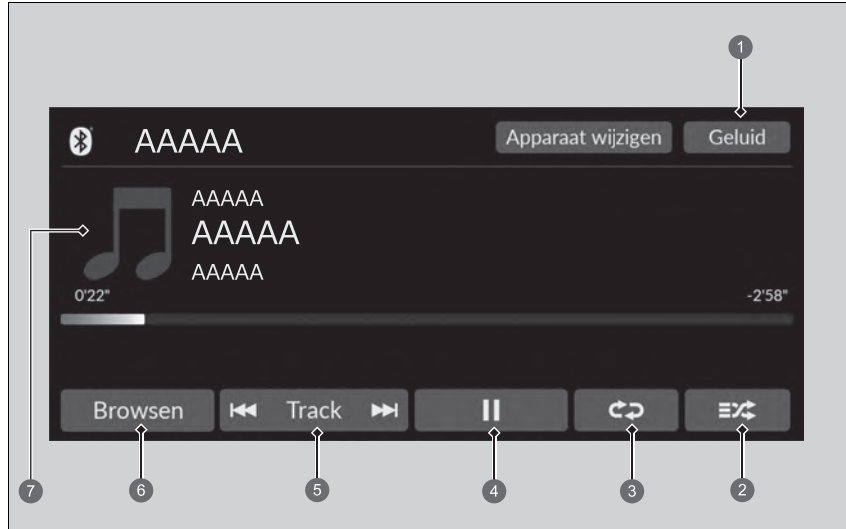 1
AAAAA Apparaat wijzigen Geluid
AAAAA
AAAAA
AAAAA
7
0'22" -2'58"
Browsen Track
6 5 4 3 2